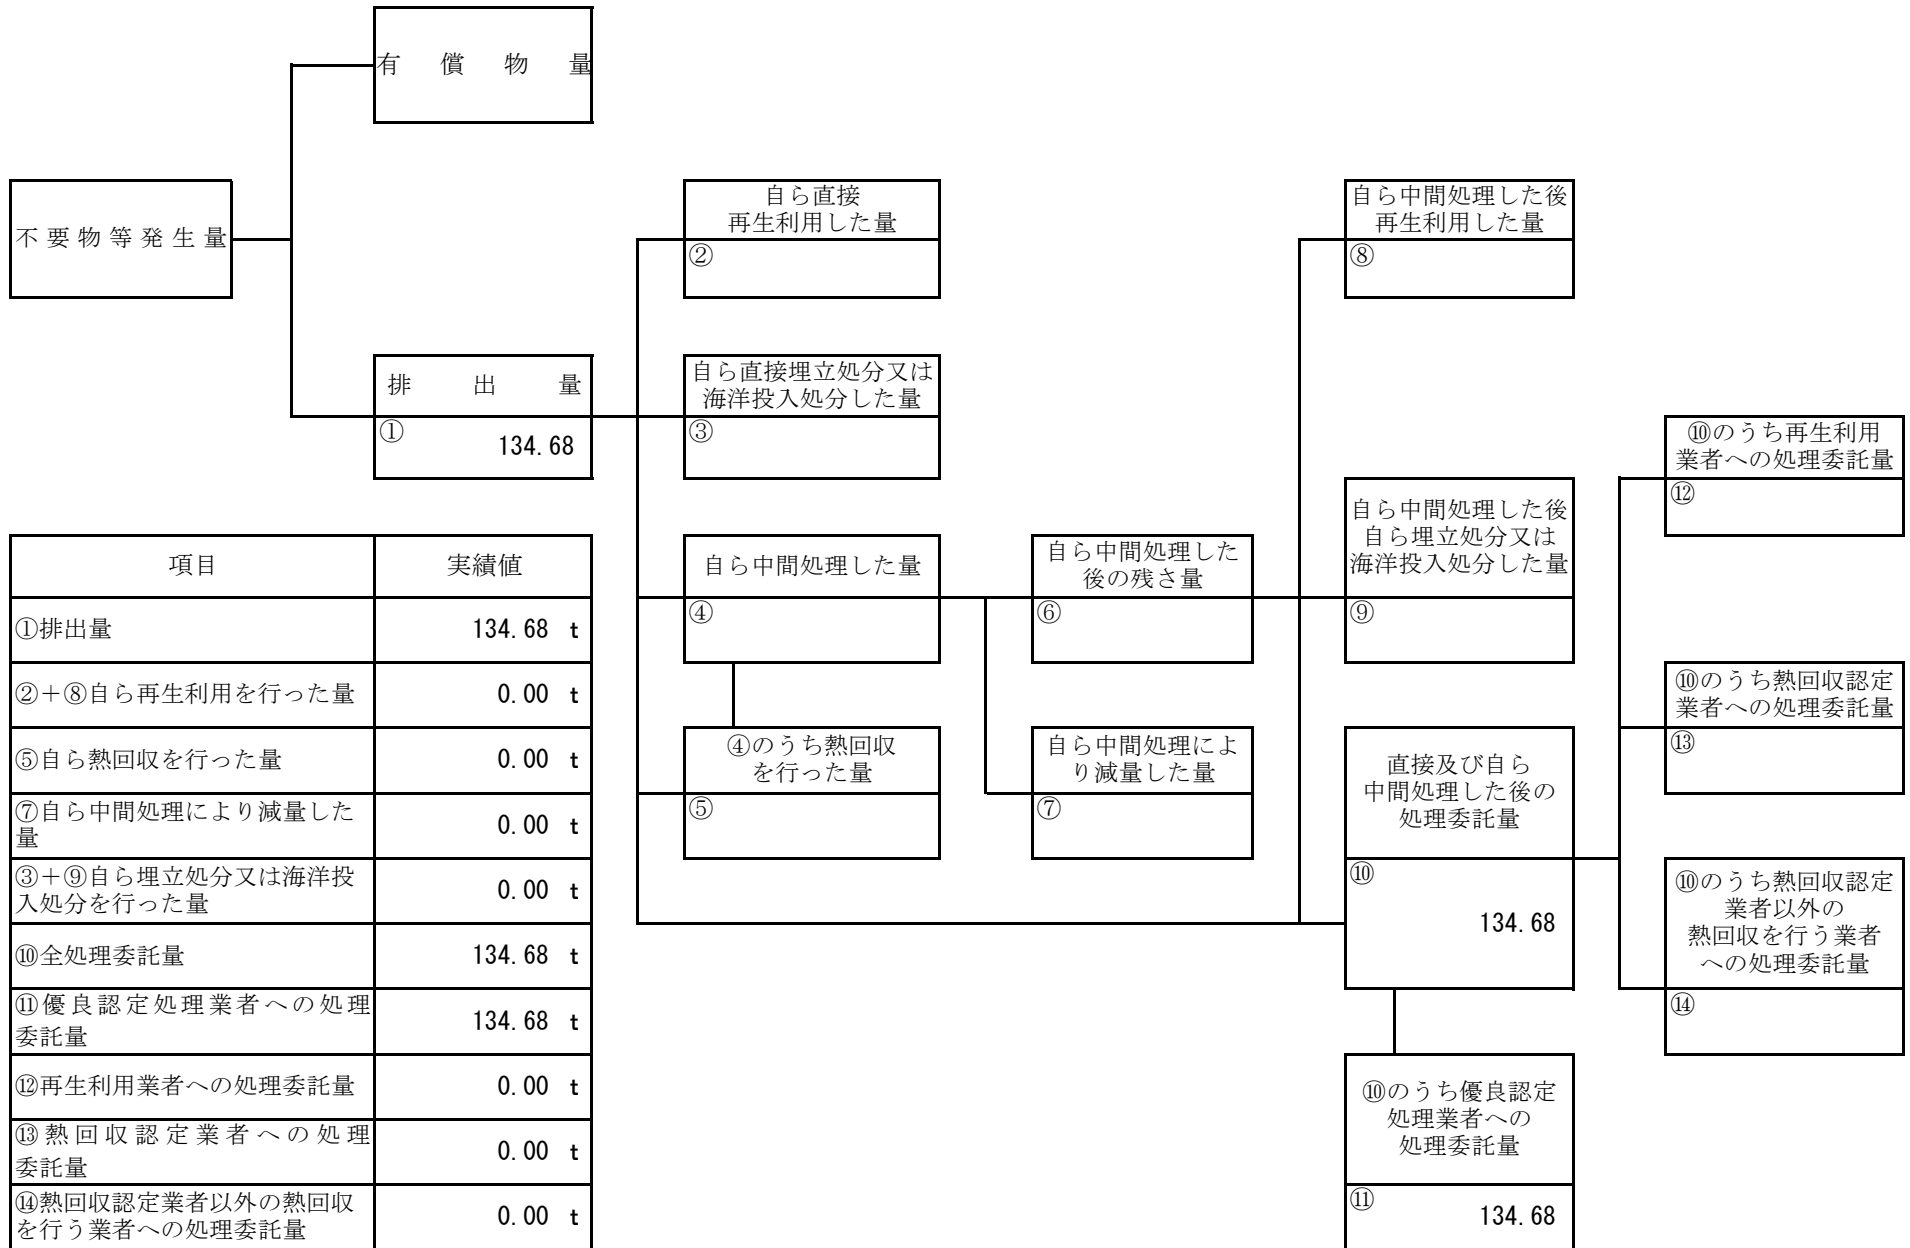 有償物量
不要物等発生量
自ら直接
再生利用した量
②
自ら中間処理した後
再生利用した量
⑧
排出量
①
134.68
自ら直接埋立処分又は
海洋投入処分した量
③
⑩のうち再生利用
業者への処理委託量
⑫
自ら中間処理した量
④
自ら中間処理した
後の残さ量
⑥
自ら中間処理した後
自ら埋立処分又は
海洋投入処分した量
⑨
⑩のうち熱回収認定
業者への処理委託量
⑬
④のうち熱回収
を行った量
⑤
自ら中間処理によ
り減量した量
⑦
直接及び自ら
中間処理した後の
処理委託量
⑩
134.68
⑩のうち熱回収認定
業者以外の
熱回収を行う業者
への処理委託量
⑭
⑩のうち優良認定
処理業者への
処理委託量
⑪
134.68
項目 実績値
①排出量 134.68 t
②＋⑧自ら再生利用を行った量 0.00 t
⑤自ら熱回収を行った量 0.00 t
⑦自ら中間処理により減量した
量 0.00 t
③＋⑨自ら埋立処分又は海洋投
入処分を行った量 0.00 t
⑩全処理委託量 134.68 t
⑪優良認定処理業者への処理
委託量 134.68 t
⑫再生利用業者への処理委託量 0.00 t
⑬熱回収認定業者への処理
委託量 0.00 t
⑭熱回収認定業者以外の熱回収
を行う業者への処理委託量 0.00 t